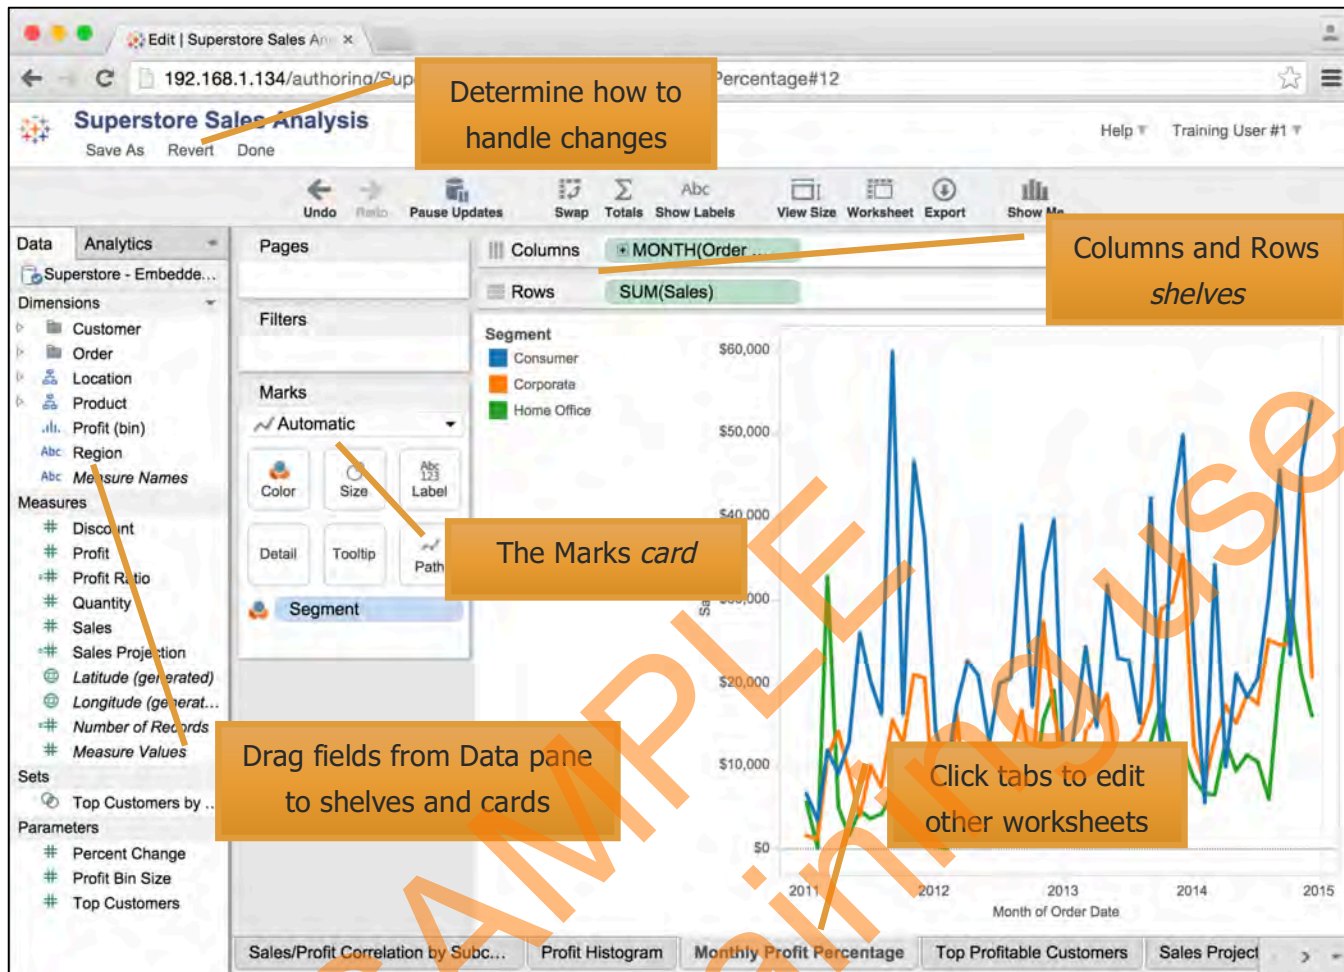 Edit | Superstore Sales An
192.168.1.134/authoring/Sup
Percentage#12
Determine how to
handle changes
Superstore Sales Analysis
Save As Revert Done
Help Training User #1
Undo Redo Pause Updates Swap Totals Abc Show Labels View Size Worksheet Export Show Me
Data Analytics
Superstore - Embedde...
Dimensions
Customer
Order
Location
Product
Profit (bin)
Abc Region
Abc Measure Names
Measures
# Discount
# Profit
=# Profit Ratio
# Quantity
# Sales
=# Sales Projection
Latitude (generated)
Longitude (generat...
=# Number of Records
# Measure Values
Sets
Top Customers by ..
Parameters
# Percent Change
# Profit Bin Size
# Top Customers
Pages
Filters
Marks
Automatic
Color Size Abc 123 Label
Detail Tooltip Path
Segment
Columns MONTH(Order ...
Rows SUM(Sales)
Columns and Rows
shelves
Segment
Consumer
Corporate
Home Office
The Marks card
Drag fields from Data pane
to shelves and cards
Click tabs to edit
other worksheets
$60,000
$50,000
$40,000
$30,000
$20,000
$10,000
$0
2011 2012 2013 2014 2015
Month of Order Date
Sales/Profit Correlation by Subc... Profit Histogram Monthly Profit Percentage Top Profitable Customers Sales Project
SAMPLE
use